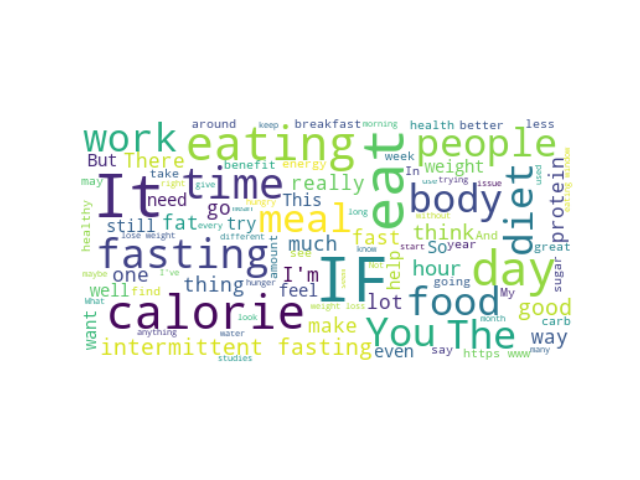 around keep breakfast morning health better less
work eating eat people
But There benefit energy week In weight
may take right give use trying issue used
It time really body diet protein eating window
need go This
healthy still fat try meal long without think And
lose weight every different hungry fast start So year great
fasting much know
maybe one I've amount see IF help hour day
thing hunger I'm going sugar
well find feel lot food My carb
want What calorie look weight loss month good
anything water make You The way
intermittent fasting even say https www many
studies